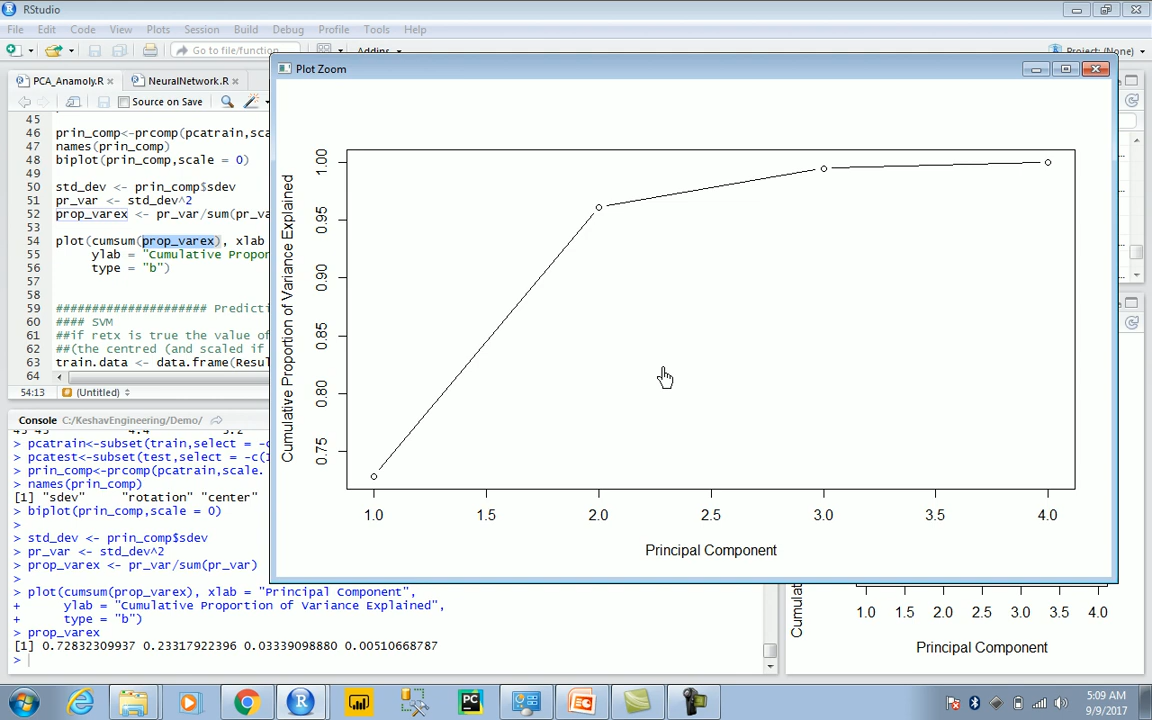 RStudio
File Edit Code View Plots Session Build Debug Profile Tools Help
Go to file/function
Addins
Project: (None)
PCA_Anamoly.R
NeuralNetwork.R
Source on Save
45
46 prin_comp<-prcomp(pcatrain,sca
47 names(prin_comp)
48 biplot(prin_comp,scale = 0)
49
50 std_dev <- prin_comp$sdev
51 pr_var <- std_dev^2
52 prop_varex <- pr_var/sum(pr_va
53
54 plot(cumsum(prop_varex), xlab
55 ylab = "Cumulative Propor
56 type = "b")
57
58
59 #################### Predicti
60 #### SVM
61 ##if retx is true the value of
62 ##(the centred (and scaled if
63 train.data <- data.frame(Resul
64
54:13 (Untitled)
Console C:/KeshavEngineering/Demo/
> pcatrain<-subset(train,select = -c
> pcatest<-subset(test,select = -c(1
> prin_comp<-prcomp(pcatrain,scale.
> names(prin_comp)
[1] "sdev" "rotation" "center"
> biplot(prin_comp,scale = 0)
>
> std_dev <- prin_comp$sdev
> pr_var <- std_dev^2
> prop_varex <- pr_var/sum(pr_var)
>
> plot(cumsum(prop_varex), xlab = "Principal Component",
+ ylab = "Cumulative Proportion of Variance Explained",
+ type = "b")
> prop_varex
[1] 0.72832309937 0.23317922396 0.03339098880 0.00510668787
>
Plot Zoom
Cumulative Proportion of Variance Explained
1.00
0.95
0.90
0.85
0.80
0.75
1.0 1.5 2.0 2.5 3.0 3.5 4.0
Principal Component
Cumulat
1.0 1.5 2.0 2.5 3.0 3.5 4.0
Principal Component
PC
5:09 AM
9/9/2017